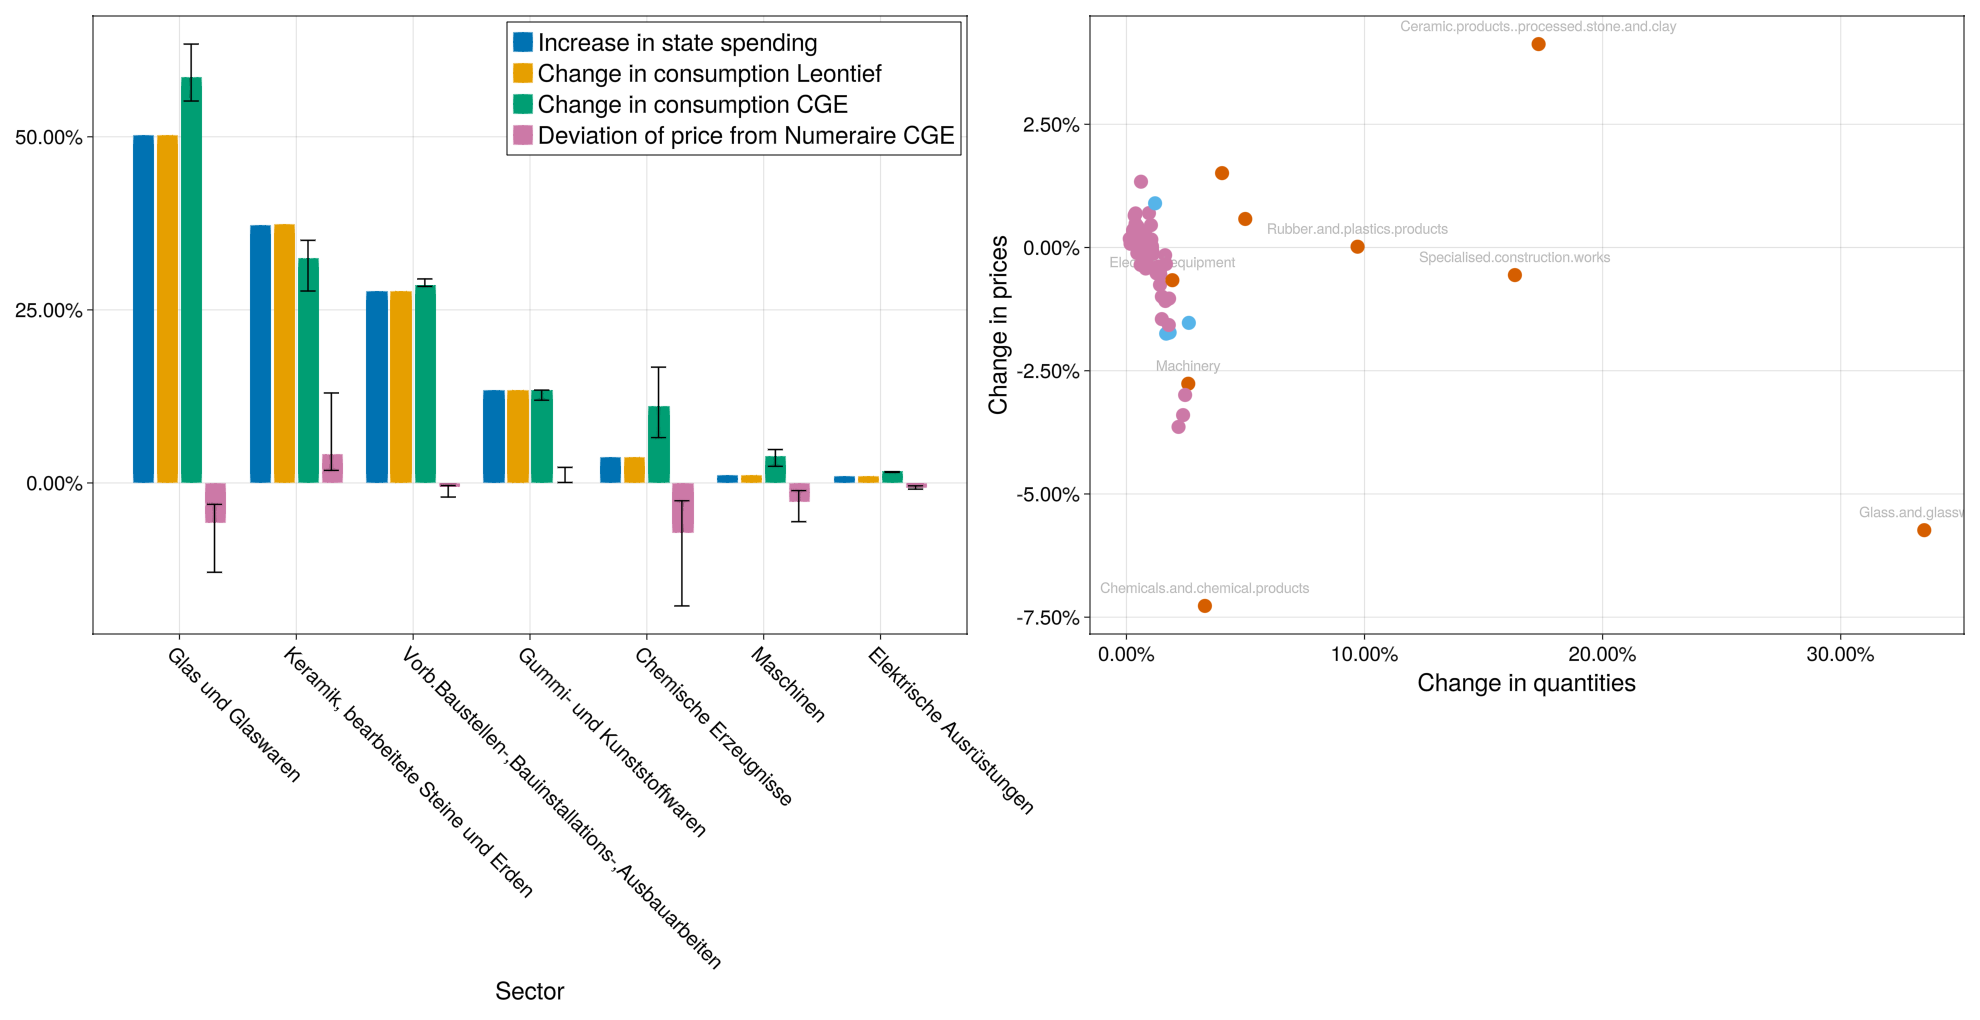 Increase in state spending
Change in consumption Leontief
Change in consumption CGE
Deviation of price from Numeraire CGE
50.00%
25.00%
0.00%
Glas und Glaswaren
Keramik, bearbeitete Steine und Erden
Vorb.Baustellen-,Bauinstallations-,Ausbauarbeiten
Gummi- und Kunststoffwaren
Chemische Erzeugnisse
Maschinen
Elektrische Ausrüstungen
Sector
Change in prices
2.50%
0.00%
-2.50%
-5.00%
-7.50%
Ceramic.products..processed.stone.and.clay
Rubber.and.plastics.products
Specialised.construction.works
equipment
Machinery
Glass.and.glassw
Chemicals.and.chemical.products
0.00%
10.00%
20.00%
30.00%
Change in quantities